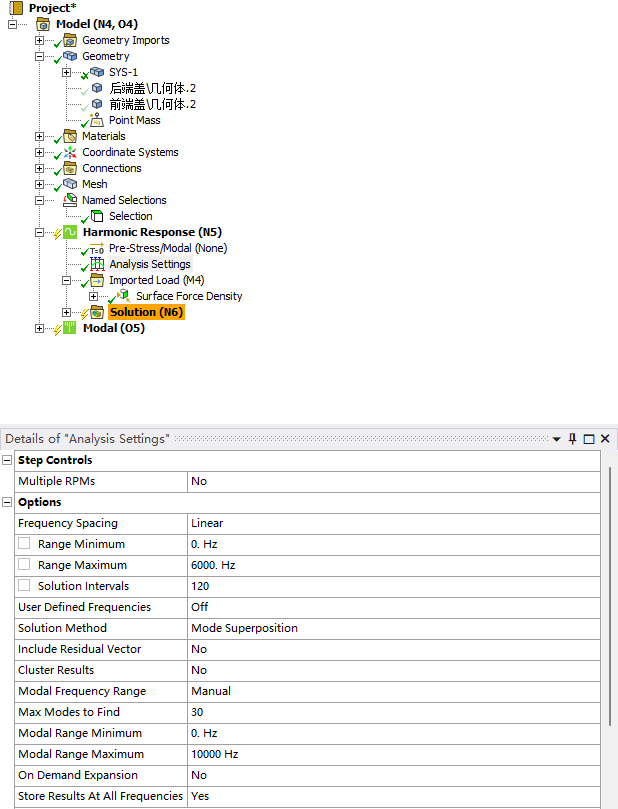 Project*
Model (N4, O4)
Geometry Imports
Geometry
SYS-1
后端盖\几何体.2
前端盖\几何体.2
Point Mass
Materials
Coordinate Systems
Connections
Mesh
Named Selections
Selection
Harmonic Response (N5)
T=0 Pre-Stress/Modal (None)
Analysis Settings
Imported Load (M4)
Surface Force Density
Solution (N6)
Modal (O5)
Details of "Analysis Settings"
Step Controls
Multiple RPMs No
Options
Frequency Spacing Linear
Range Minimum 0. Hz
Range Maximum 6000. Hz
Solution Intervals 120
User Defined Frequencies Off
Solution Method Mode Superposition
Include Residual Vector No
Cluster Results No
Modal Frequency Range Manual
Max Modes to Find 30
Modal Range Minimum 0. Hz
Modal Range Maximum 10000 Hz
On Demand Expansion No
Store Results At All Frequencies Yes